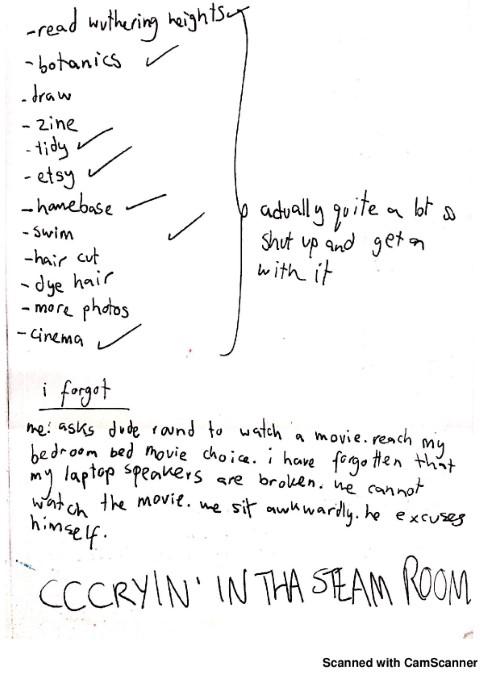 -read wuthering heights ✓
-botanics ✓
-draw
-zine
-tidy ✓
-etsy ✓
-homebase ✓
-swim ✓
-hair cut
-dye hair
-more photos
-cinema ✓
actually quite a lot so
shut up and get on
with it
i forgot
me: asks dude round to watch a movie. reach my
bedroom bed movie choice. i have forgotten that
my laptop speakers are broken. we cannot
watch the movie. we sit awkwardly. he excuses
himself.
CCCRYIN' IN THA STEAM ROOM
Scanned with CamScanner